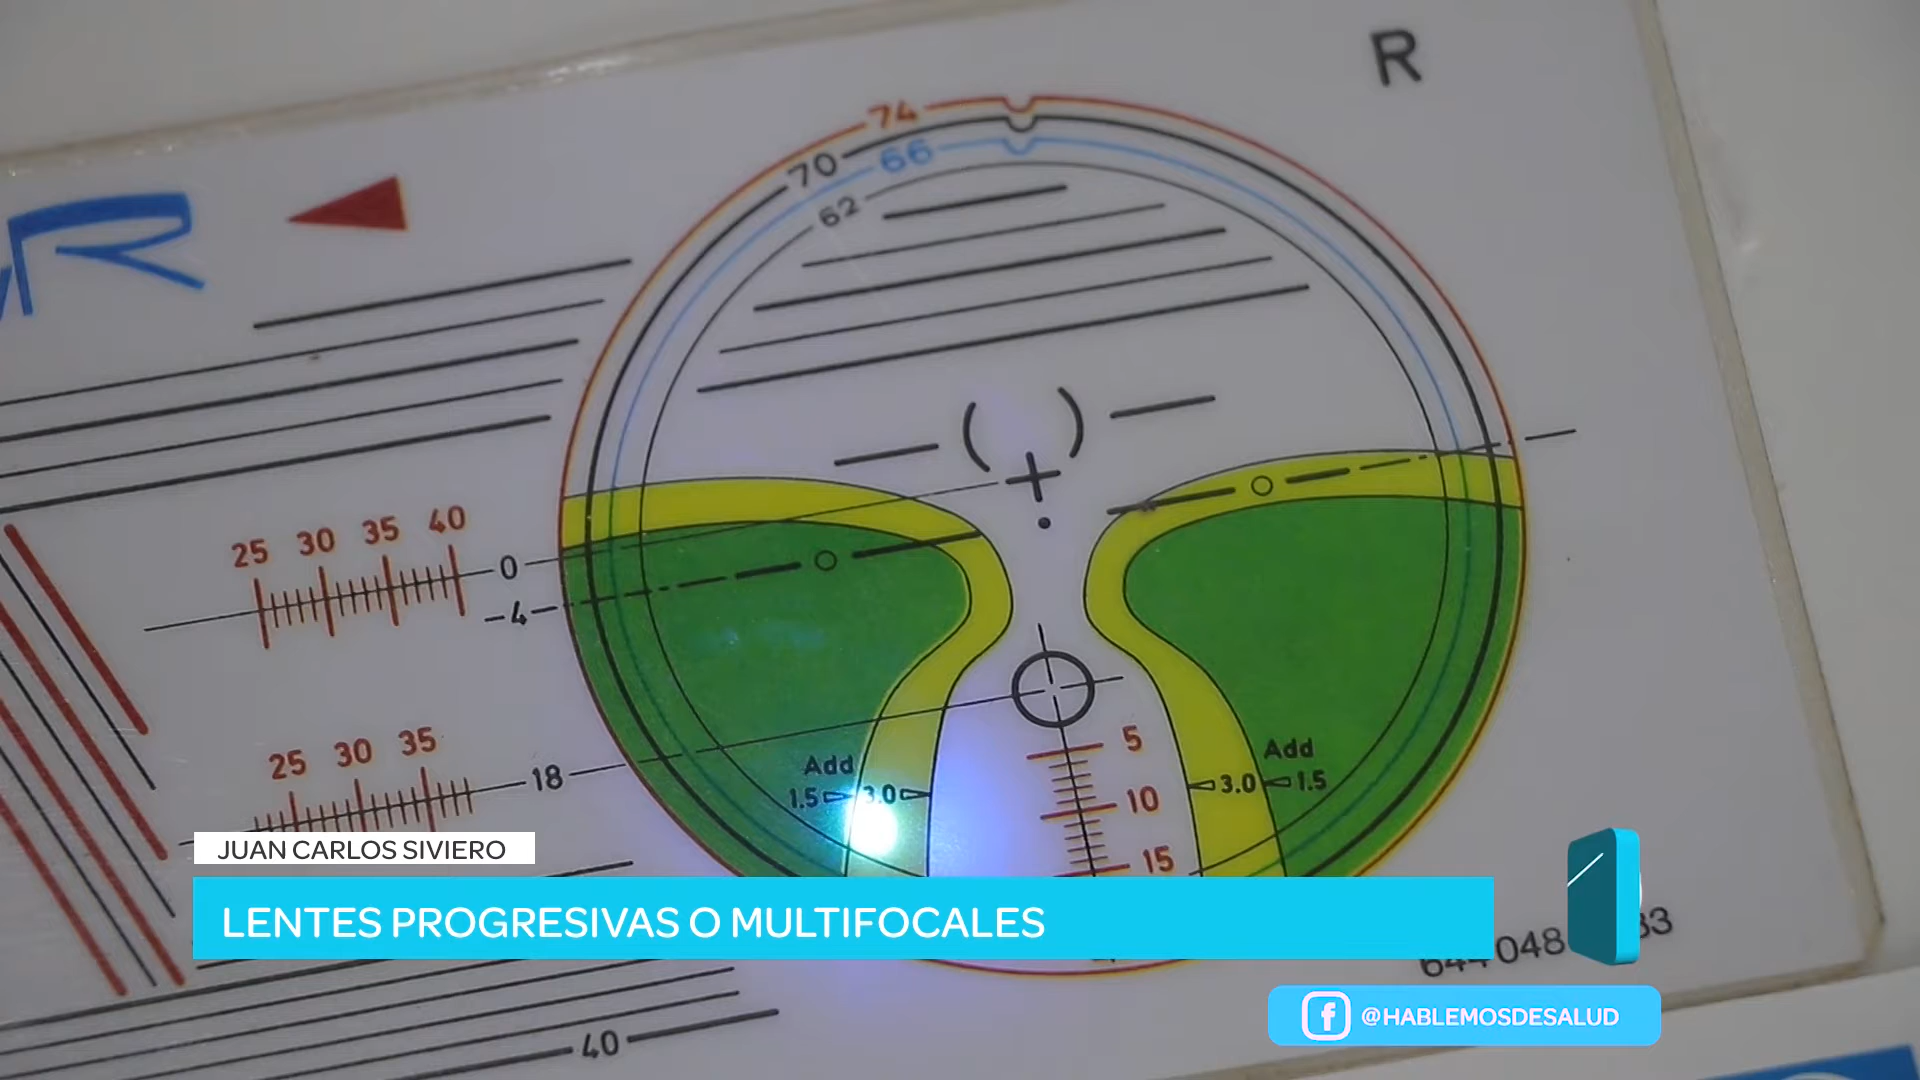 R
74
70
66
62
R
25 30 35 40
0
-4
25 30 35
18
5
10
15
Add
1.5 3.0
Add
3.0 1.5
JUAN CARLOS SIVIERO
LENTES PROGRESIVAS O MULTIFOCALES
@HABLEMOSDESALUD
40